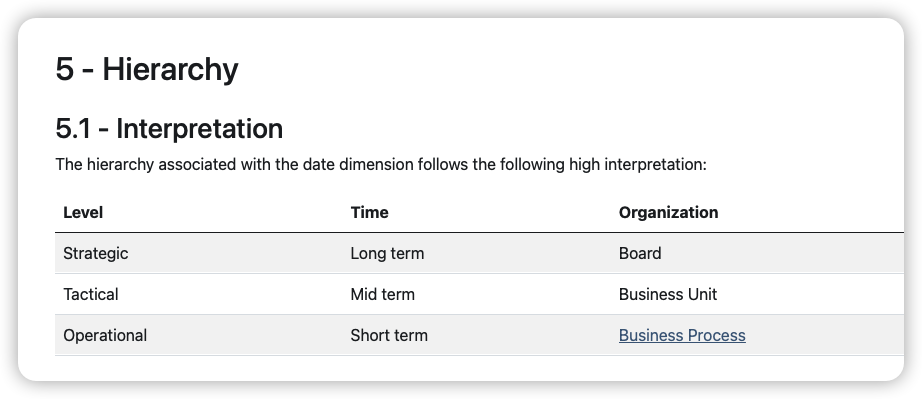 5 - Hierarchy
5.1 - Interpretation
The hierarchy associated with the date dimension follows the following high interpretation:
Level Time Organization
Strategic Long term Board
Tactical Mid term Business Unit
Operational Short term Business Process